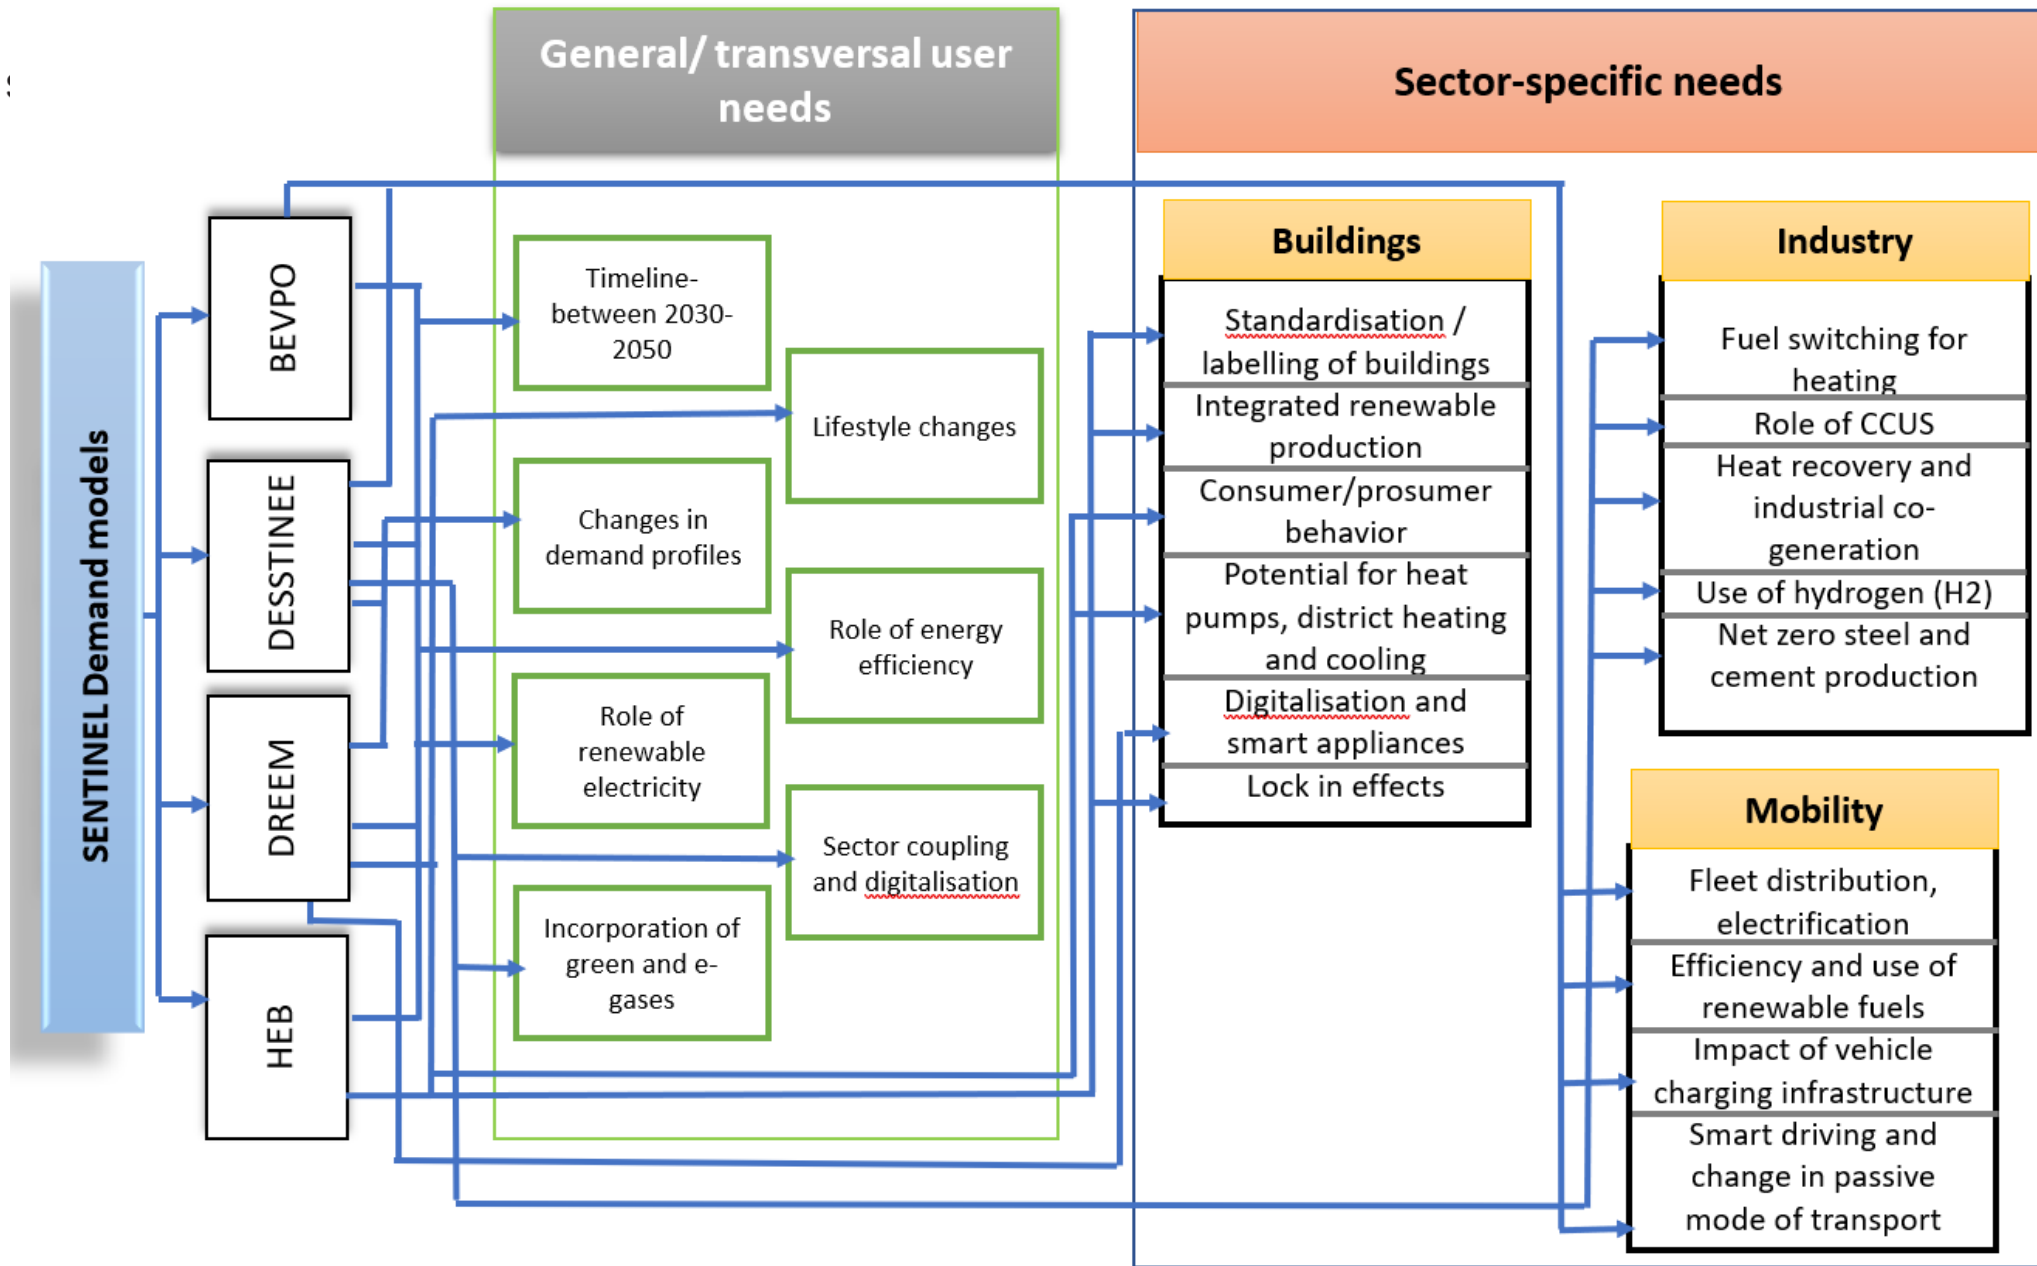 General/ transversal user
needs
Sector-specific needs
SENTINEL Demand models
BEVPO
DESSTINEE
DREEM
HEB
Timeline-
between 2030-
2050
Lifestyle changes
Changes in
demand profiles
Role of energy
efficiency
Role of
renewable
electricity
Sector coupling
and digitalisation
Incorporation of
green and e-
gases
Buildings
Standardisation /
labelling of buildings
Integrated renewable
production
Consumer/prosumer
behavior
Potential for heat
pumps, district heating
and cooling
Digitalisation and
smart appliances
Lock in effects
Industry
Fuel switching for
heating
Role of CCUS
Heat recovery and
industrial co-
generation
Use of hydrogen (H2)
Net zero steel and
cement production
Mobility
Fleet distribution,
electrification
Efficiency and use of
renewable fuels
Impact of vehicle
charging infrastructure
Smart driving and
change in passive
mode of transport